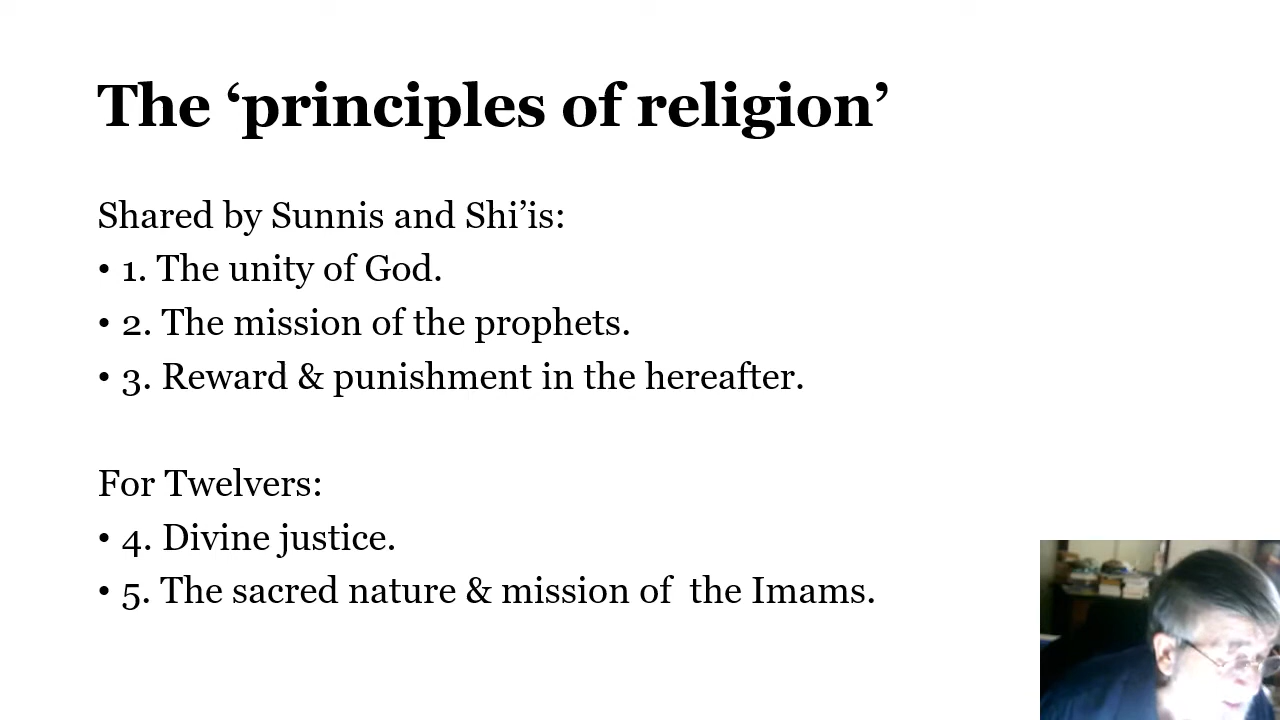 The ‘principles of religion’
Shared by Sunnis and Shi’is:
• 1. The unity of God.
• 2. The mission of the prophets.
• 3. Reward & punishment in the hereafter.
For Twelvers:
• 4. Divine justice.
• 5. The sacred nature & mission of  the Imams.